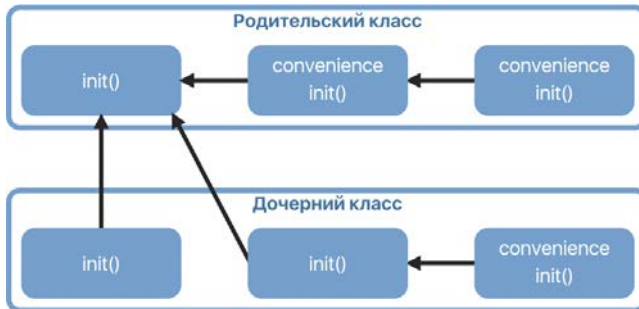 Родительский класс
init()
convenience
init()
convenience
init()
Дочерний класс
init()
init()
convenience
init()